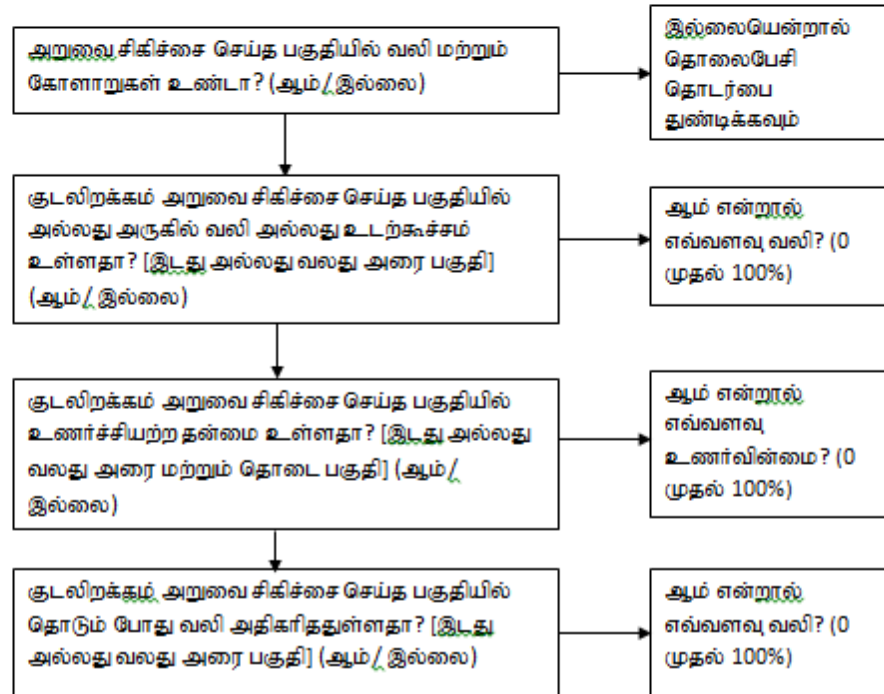 அறுவை சிகிச்சை செய்த பகுதியில் வலி மற்றும்
கோளாறுகள் உண்டா? (ஆம்/இல்லை)
இல்லையென்றால்
தொலைபேசி
தொடர்பை
துண்டிக்கவும்
குடலிறக்கம் அறுவை சிகிச்சை செய்த பகுதியில்
அல்லது அருகில் வலி அல்லது உடற்கூச்சம்
உள்ளதா? [இடது அல்லது வலது அரை பகுதி]
(ஆம்/ இல்லை)
ஆம் என்றால்
எவ்வளவு வலி? (0
முதல் 100%)
குடலிறக்கம் அறுவை சிகிச்சை செய்த பகுதியில்
உணர்ச்சியற்ற தன்மை உள்ளதா? [இடது அல்லது
வலது அரை மற்றும் தொடை பகுதி] (ஆம்/
இல்லை)
ஆம் என்றால்
எவ்வளவு
உணர்வின்மை? (0
முதல் 100%)
குடலிறக்கம் அறுவை சிகிச்சை செய்த பகுதியில்
தொடும் போது வலி அதிகரிததுள்ளதா? [இடது
அல்லது வலது அரை பகுதி] (ஆம்/ இல்லை)
ஆம் என்றால்
எவ்வளவு வலி? (0
முதல் 100%)